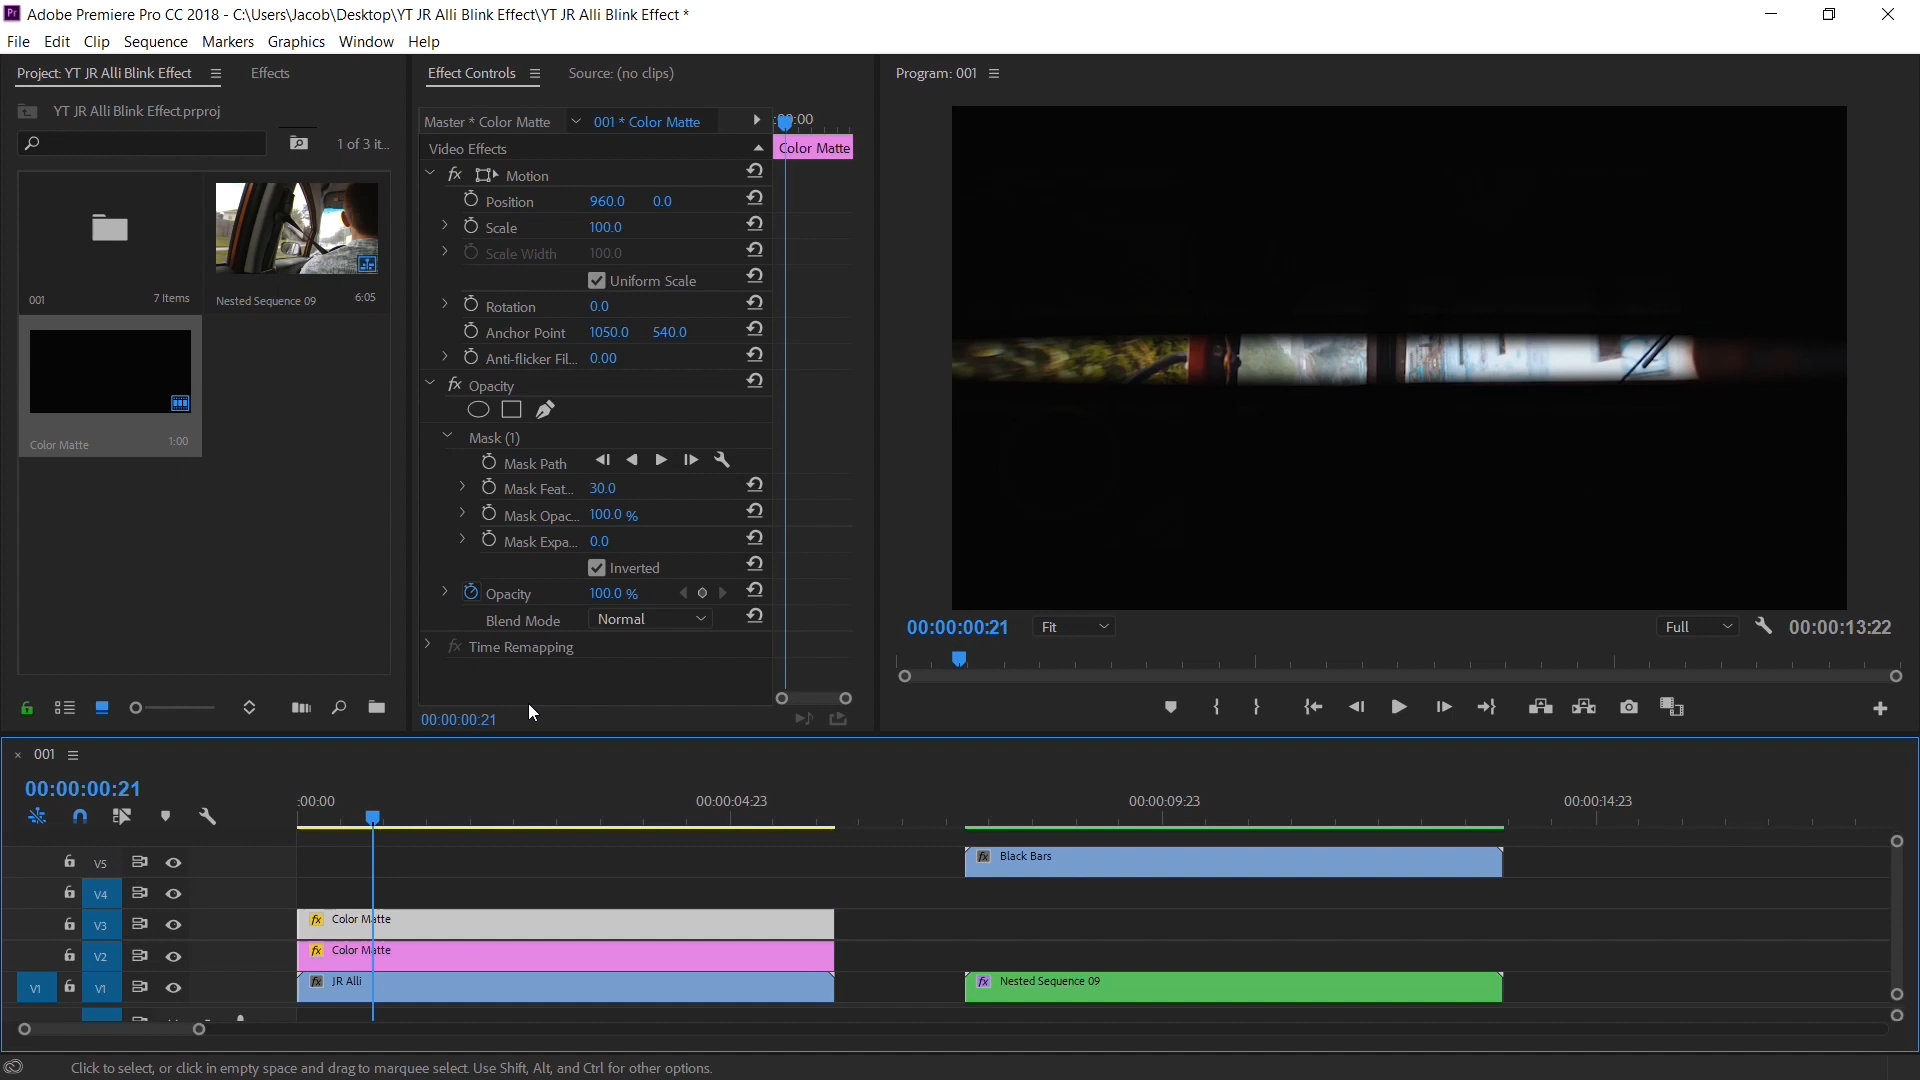 Pr Adobe Premiere Pro CC 2018 - C:\Users\Jacob\Desktop\YT JR Alli Blink Effect\YT JR Alli Blink Effect *
File Edit Clip Sequence Markers Graphics Window Help
Project: YT JR Alli Blink Effect Effects
YT JR Alli Blink Effect.prproj
1 of 3 it...
001 7 Items
Nested Sequence 09 6:05
Color Matte 1:00
Effect Controls Source: (no clips)
Master * Color Matte 001 * Color Matte
Video Effects Color Matte
fx Motion
Position 960.0 0.0
Scale 100.0
Scale Width 100.0
Uniform Scale
Rotation 0.0
Anchor Point 1050.0 540.0
Anti-flicker Fil... 0.00
fx Opacity
Mask (1)
Mask Path
Mask Feat... 30.0
Mask Opac... 100.0 %
Mask Expa... 0.0
Inverted
Opacity 100.0 %
Blend Mode Normal
fx Time Remapping
00:00:00:21
Program: 001
00:00:00:21 Fit Full 00:00:13:22
× 001
00:00:00:21
:00:00 00:00:04:23 00:00:09:23 00:00:14:23
V5 fx Black Bars
V4
V3 fx Color Matte
V2 fx Color Matte
V1 V1 fx JR Alli fx Nested Sequence 09
Click to select, or click in empty space and drag to marquee select. Use Shift, Alt, and Ctrl for other options.